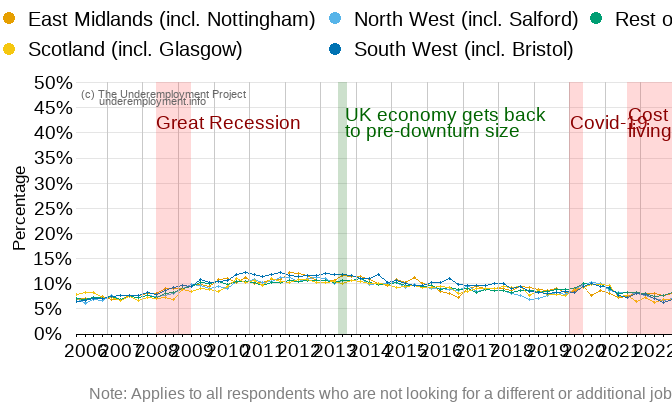 East Midlands (incl. Nottingham) North West (incl. Salford) Rest o
Scotland (incl. Glasgow) South West (incl. Bristol)
50%
(c) The Underemployment Project
underemployment.info
45%
UK economy gets back
to pre-downturn size
Great Recession
Covid-19
Cost
living
40%
35%
30%
25%
20%
15%
10%
5%
0%
Percentage
2006 2007 2008 2009 2010 2011 2012 2013 2014 2015 2016 2017 2018 2019 2020 2021 2022
Note: Applies to all respondents who are not looking for a different or additional job